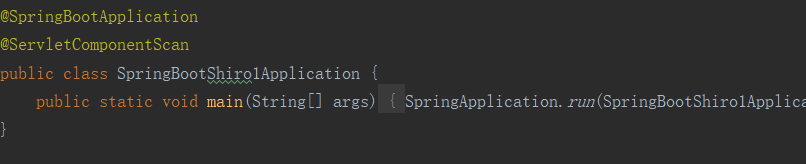 @SpringBootApplication
@ServletComponentScan
public class SpringBootShiro1Application {
public static void main(String[] args) { SpringApplication.run(SpringBootShiro1Applica
}